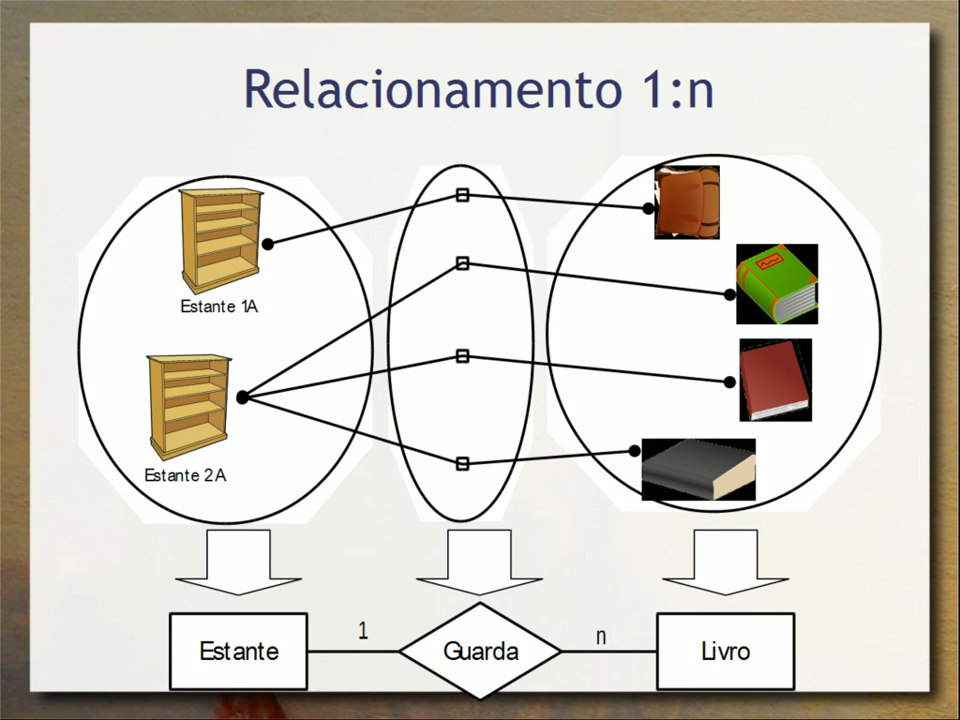 Relacionamento 1:n
Estante 1A
Estante 2A
1
n
Estante
Guarda
Livro